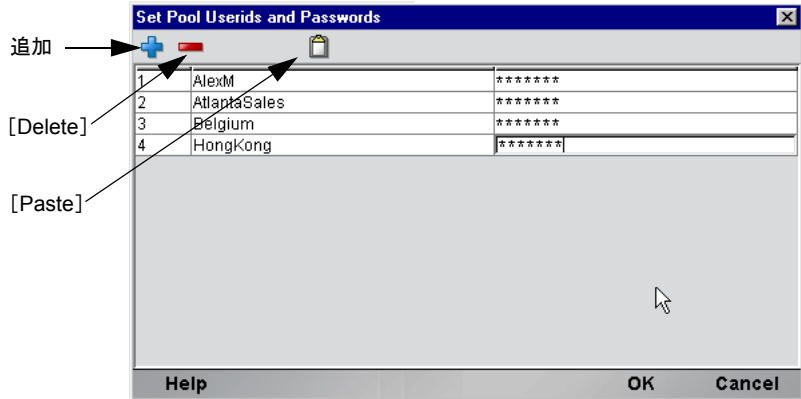 Set Pool Userids and Passwords
追加
1 AlexM *******
2 AtlantaSales *******
[Delete]
3 Belgium *******
4 HongKong *******
[Paste]
Help OK Cancel